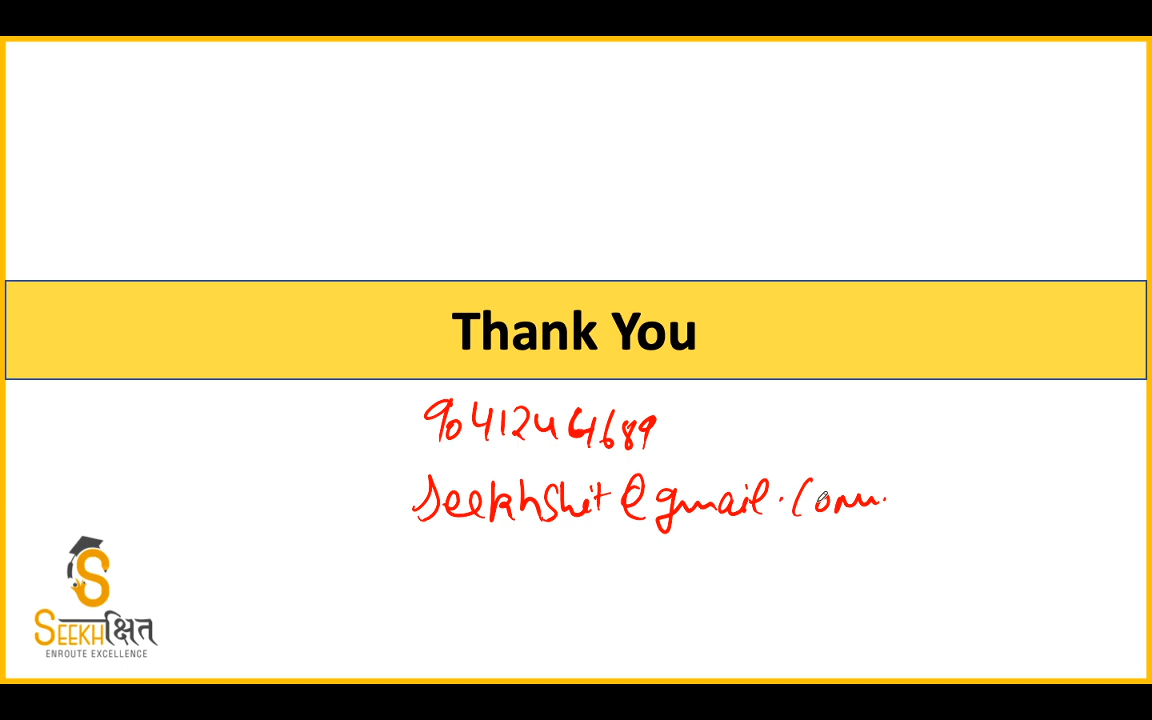 Thank You
9041244689
Seekhshit@gmail.com.
SEEKHक्षित
ENROUTE EXCELLENCE